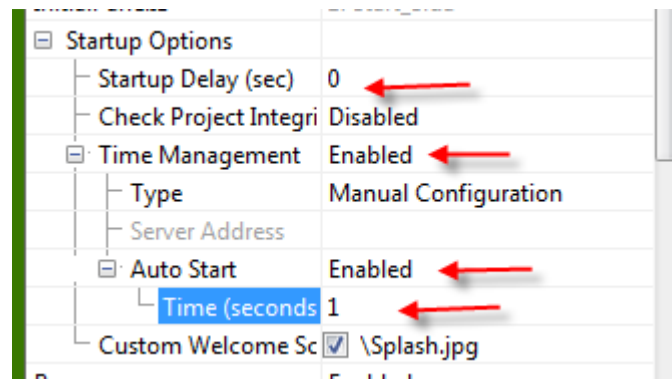 Startup Options
Startup Delay (sec) 0
Check Project Integri Disabled
Time Management Enabled
Type Manual Configuration
Server Address
Auto Start Enabled
Time (seconds 1
Custom Welcome Sc \Splash.jpg